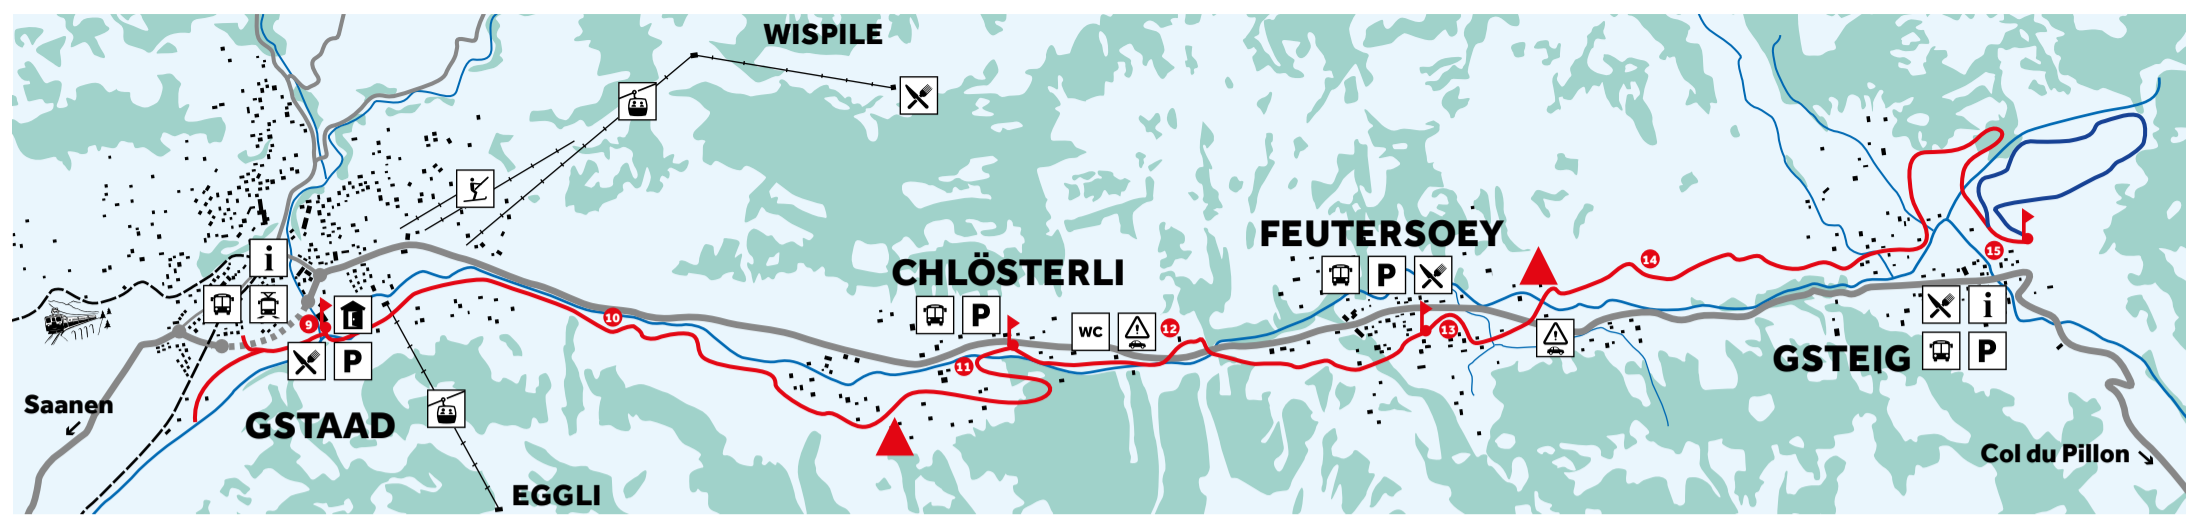 WISPILE
FEUTERSOEY
i
CHLÖSTERLI
P
14
15
9
P
10
WC
12
13
i
11
P
GSTEIG
P
Saanen
GSTAAD
Col du Pillon
EGGLI
P